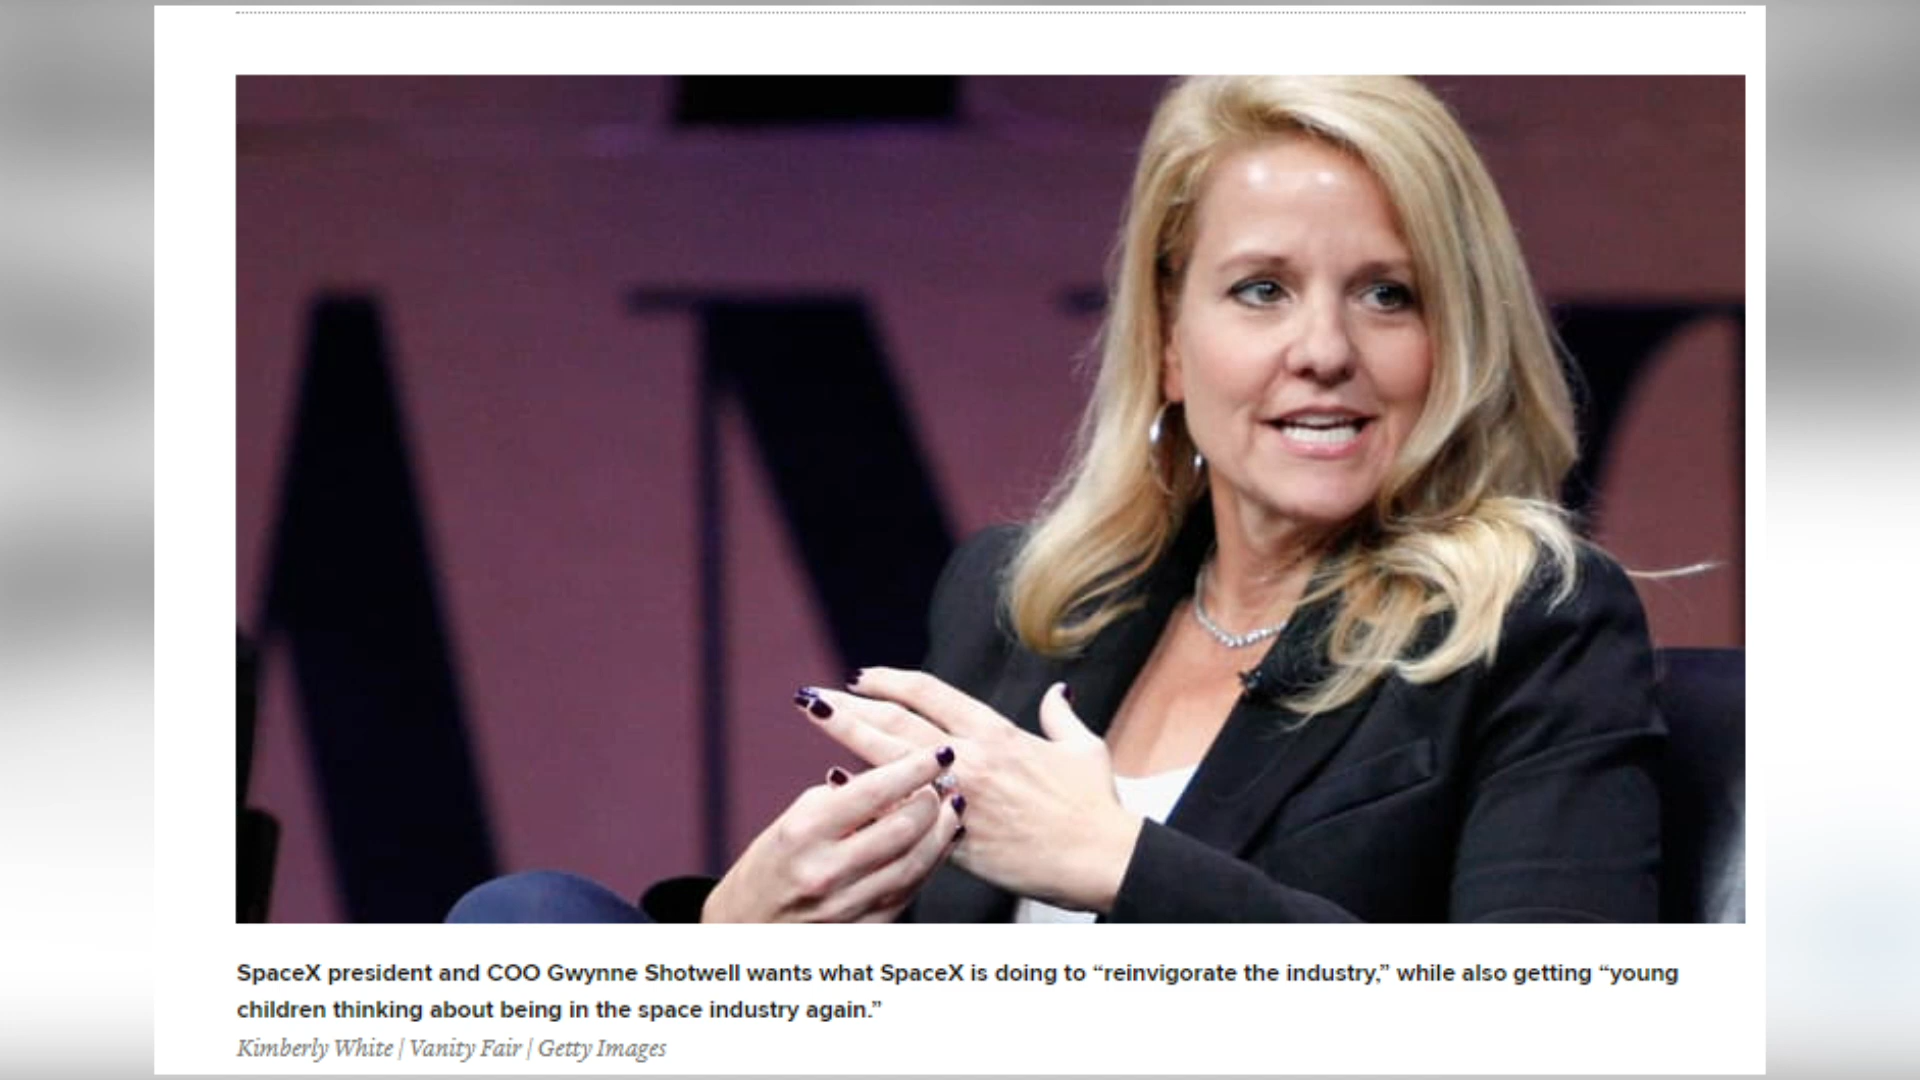 SpaceX president and COO Gwynne Shotwell wants what SpaceX is doing to “reinvigorate the industry,” while also getting “young
children thinking about being in the space industry again.”
Kimberly White | Vanity Fair | Getty Images